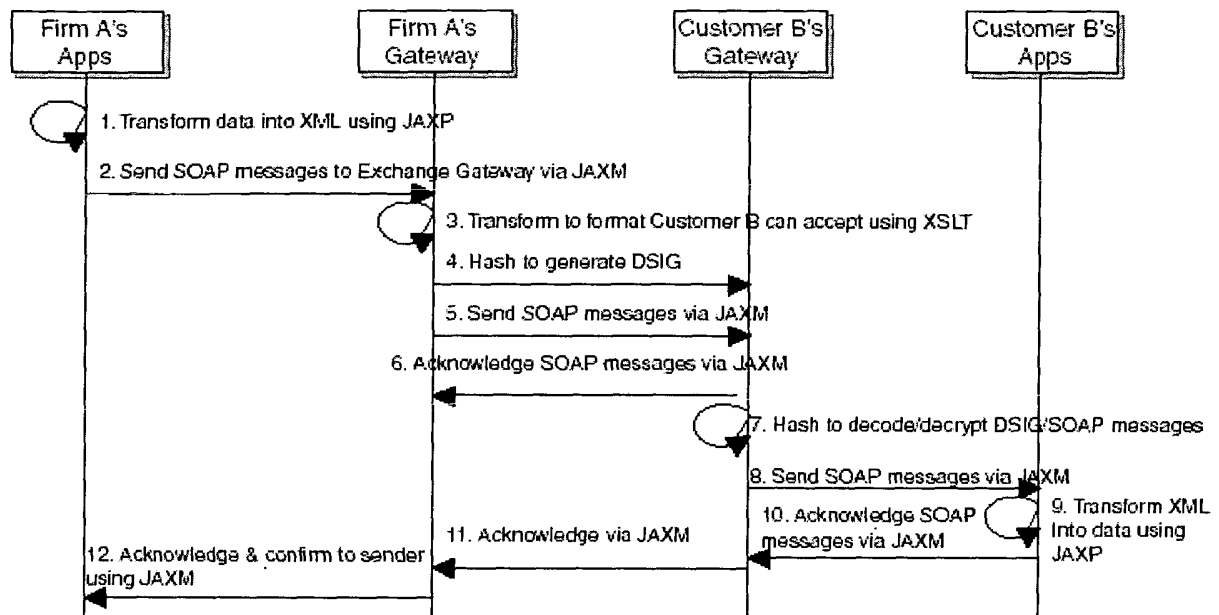 Firm A's
Apps
Firm A's
Gateway
Customer B's
Gateway
Customer B's
Apps
1. Transform data into XML using JAXP
2. Send SOAP messages to Exchange Gateway via JAXM
3. Transform to format Customer B can accept using XSLT
4. Hash to generate DSIG
5. Send SOAP messages via JAXM
6. Acknowledge SOAP messages via JAXM
7. Hash to decode/decrypt DSIG/SOAP messages
8. Send SOAP messages via JAXM
9. Transform XML
Into data using
JAXP
10. Acknowledge SOAP
messages via JAXM
11. Acknowledge via JAXM
12. Acknowledge & confirm to sender
using JAXM